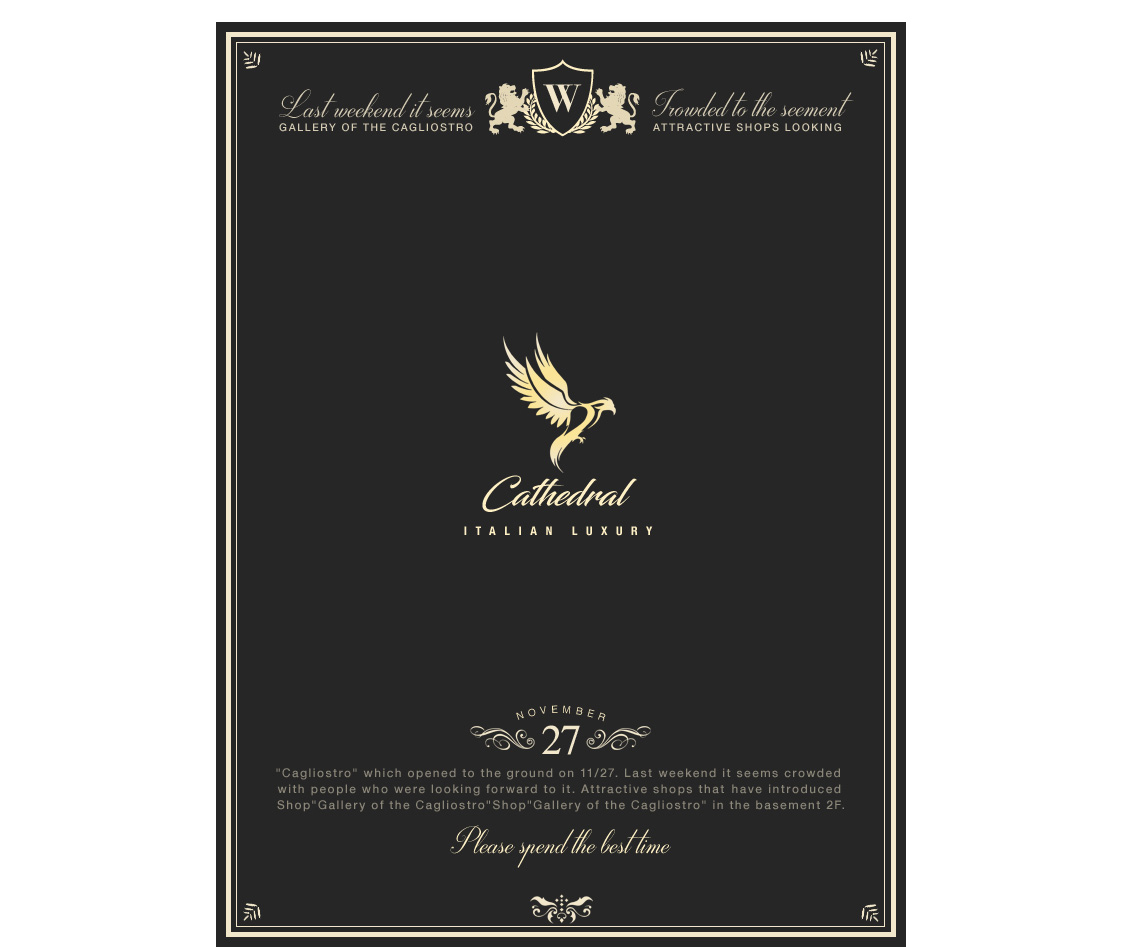 Last weekend it seems
GALLERY OF THE CAGLIOSTRO
W
Trowded to the seement
ATTRACTIVE SHOPS LOOKING
Cathedral
ITALIAN LUXURY
NOVEMBER
27
"Cagliostro" which opened to the ground on 11/27. Last weekend it seems crowded
with people who were looking forward to it. Attractive shops that have introduced
Shop"Gallery of the Cagliostro"Shop"Gallery of the Cagliostro" in the basement 2F.
Please spend the best time